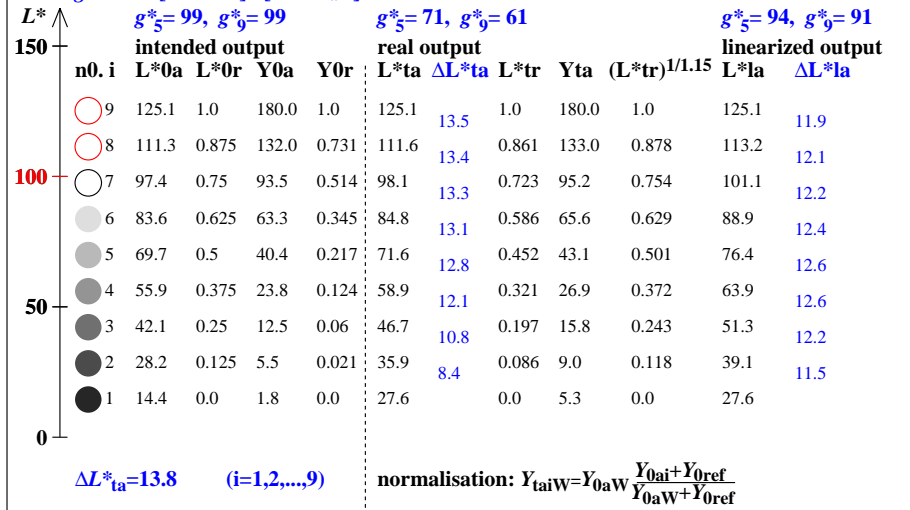 L* g*5= 99, g*9= 99 g*5= 71, g*9= 61 g*5= 94, g*9= 91
150 intended output real output linearized output
n0. i L*0a L*0r Y0a Y0r L*ta ΔL*ta L*tr Yta (L*tr)1/1.15 L*la ΔL*la
9 125.1 1.0 180.0 1.0 125.1 1.0 180.0 1.0 125.1
13.5 11.9
8 111.3 0.875 132.0 0.731 111.6 0.861 133.0 0.878 113.2
13.4 12.1
100 7 97.4 0.75 93.5 0.514 98.1 0.723 95.2 0.754 101.1
13.3 12.2
6 83.6 0.625 63.3 0.345 84.8 0.586 65.6 0.629 88.9
13.1 12.4
5 69.7 0.5 40.4 0.217 71.6 0.452 43.1 0.501 76.4
12.8 12.6
4 55.9 0.375 23.8 0.124 58.9 0.321 26.9 0.372 63.9
50 12.1 12.6
3 42.1 0.25 12.5 0.06 46.7 0.197 15.8 0.243 51.3
10.8 12.2
2 28.2 0.125 5.5 0.021 35.9 0.086 9.0 0.118 39.1
8.4 11.5
1 14.4 0.0 1.8 0.0 27.6 0.0 5.3 0.0 27.6
0
ΔL*ta=13.8 (i=1,2,...,9) normalisation: YtaiW=Y0aW Y0ai+Y0ref
Y0aW+Y0ref